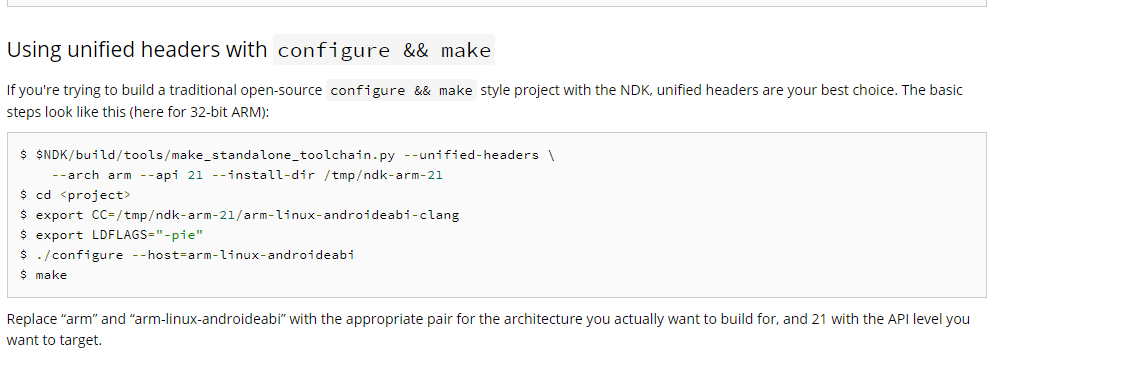 Using unified headers with configure && make
If you're trying to build a traditional open-source configure && make style project with the NDK, unified headers are your best choice. The basic
steps look like this (here for 32-bit ARM):
$ $NDK/build/tools/make_standalone_toolchain.py --unified-headers \
    --arch arm --api 21 --install-dir /tmp/ndk-arm-21
$ cd <project>
$ export CC=/tmp/ndk-arm-21/arm-linux-androideabi-clang
$ export LDFLAGS="-pie"
$ ./configure --host=arm-linux-androideabi
$ make
Replace “arm” and “arm-linux-androideabi” with the appropriate pair for the architecture you actually want to build for, and 21 with the API level you
want to target.